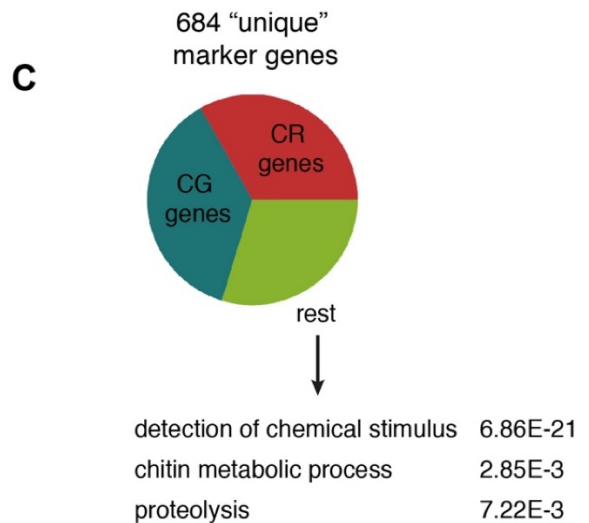 C
684 “unique”
marker genes
CR
genes
CG
genes
rest
detection of chemical stimulus 6.86E-21
chitin metabolic process 2.85E-3
proteolysis 7.22E-3